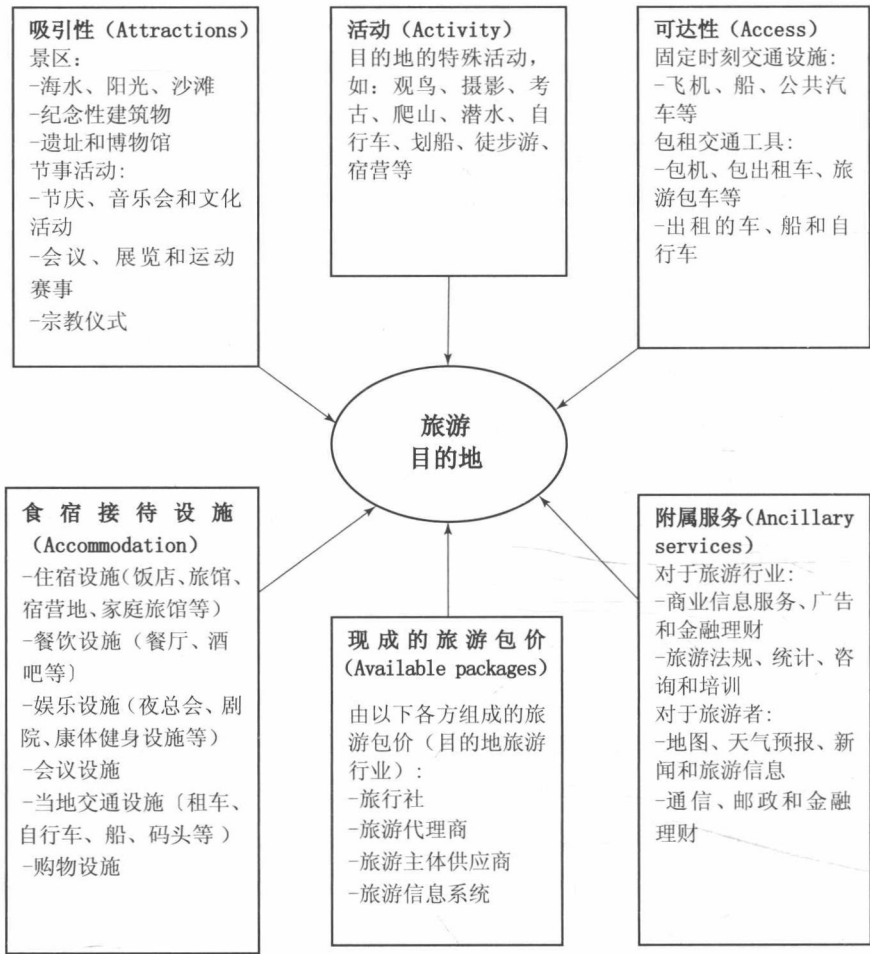 吸引性（Attractions）
景区：
-海水、阳光、沙滩
-纪念性建筑物
-遗址和博物馆
节事活动：
-节庆、音乐会和文化
活动
-会议、展览和运动
赛事
-宗教仪式
活动（Activity）
目的地的特殊活动，
如：观鸟、摄影、考
古、爬山、潜水、自
行车、划船、徒步游、
宿营等
可达性（Access）
固定时刻交通设施：
-飞机、船、公共汽
车等
包租交通工具：
-包机、包出租车、旅
游包车等
-出租的车、船和自
行车
旅游
目的地
食宿接待设施
（Accommodation）
-住宿设施（饭店、旅馆、
宿营地、家庭旅馆等）
-餐饮设施（餐厅、酒
吧等〕
-娱乐设施（夜总会、剧
院、康体健身设施等）
-会议设施
-当地交通设施〔租车、
自行车、船、码头等）
-购物设施
现成的旅游包价
（Available packages）
由以下各方组成的旅
游包价（目的地旅游
行业）：
-旅行社
-旅游代理商
-旅游主体供应商
-旅游信息系统
附属服务（Ancillary
services）
对于旅游行业：
-商业信息服务、广告
和金融理财
-旅游法规、统计、咨
询和培训
对于旅游者：
-地图、天气预报、新
闻和旅游信息
-通信、邮政和金融
理财